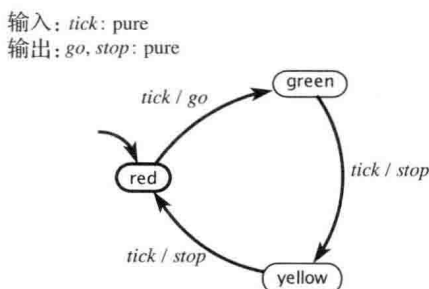 输入: tick: pure
输出: go, stop: pure
green
tick / go
tick / stop
red
tick / stop
yellow